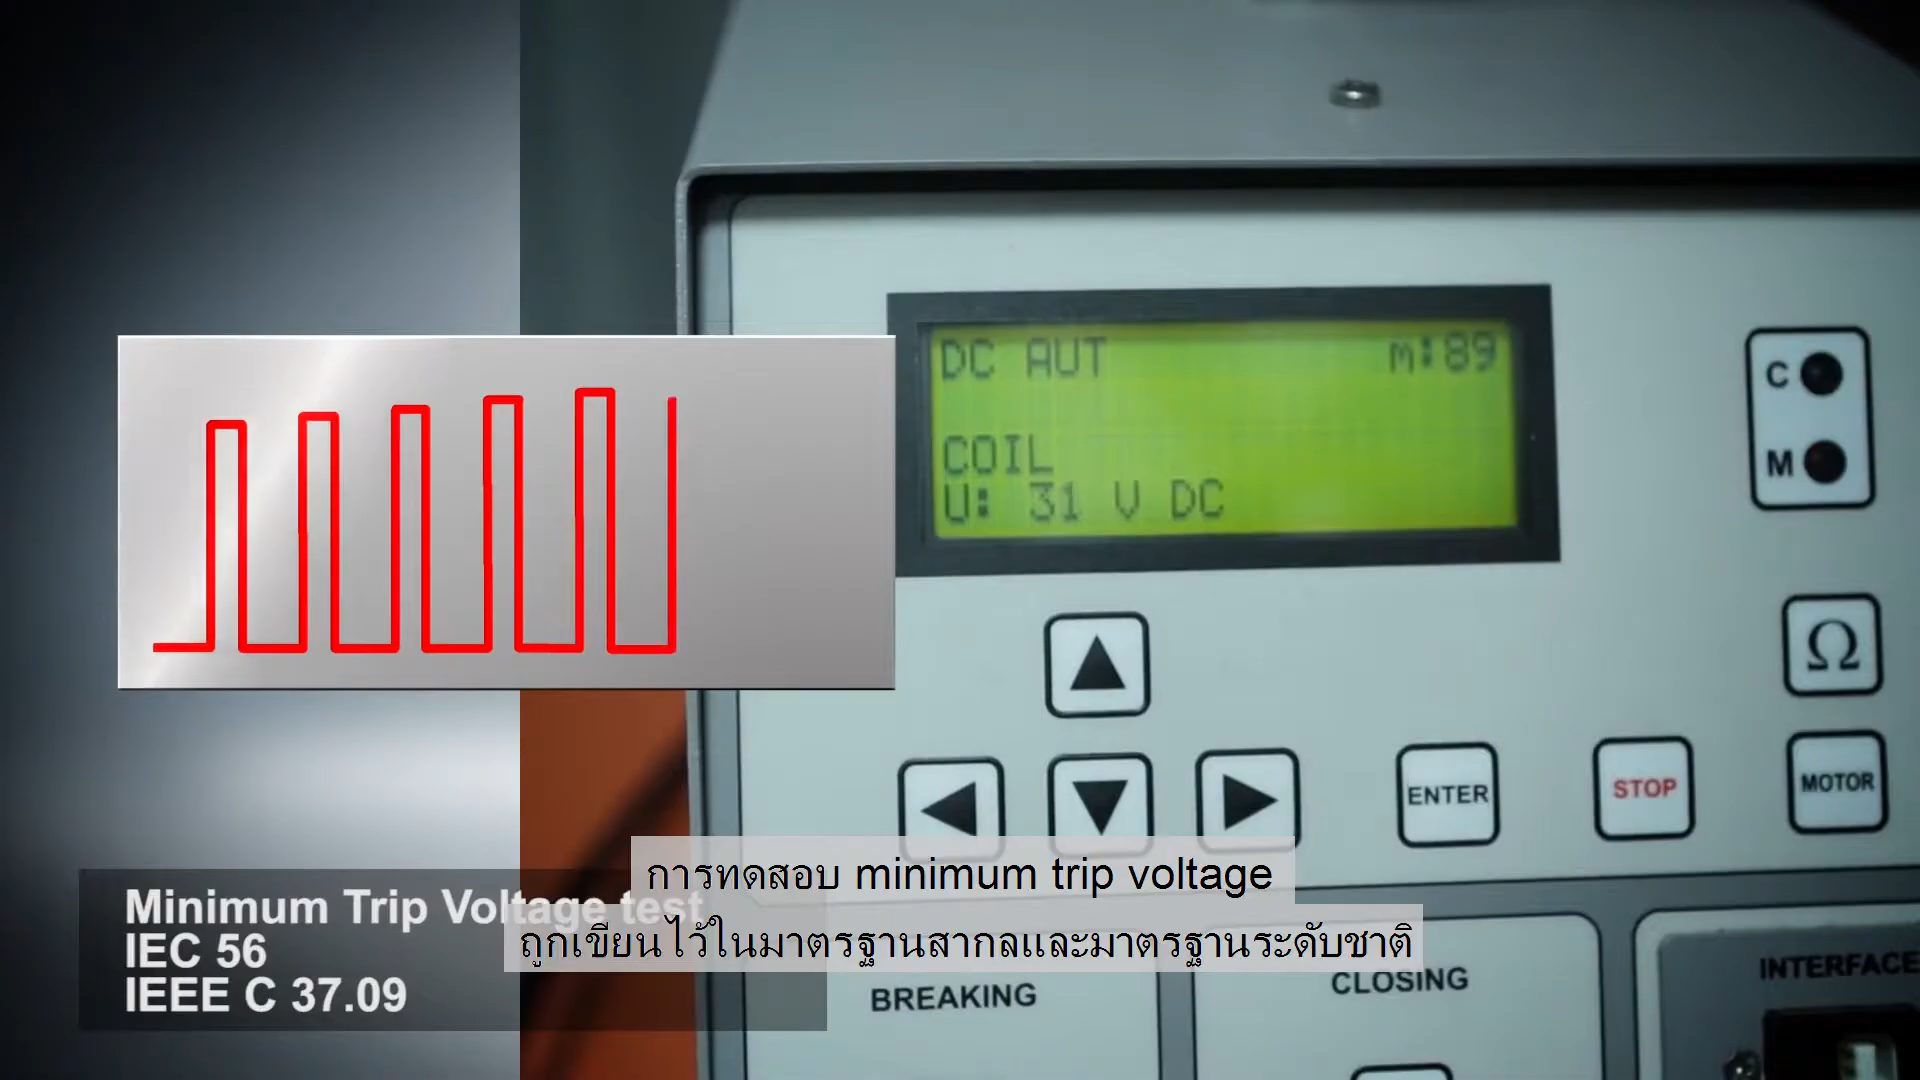 DC AUT m:89
COIL
U: 31 V DC
C
M
Ω
ENTER
STOP
MOTOR
การทดสอบ minimum trip voltage
ถูกเขียนไว้ในมาตรฐานสากลและมาตรฐานระดับชาติ
Minimum Trip Voltage test
IEC 56
IEEE C 37.09
BREAKING
CLOSING
INTERFACE